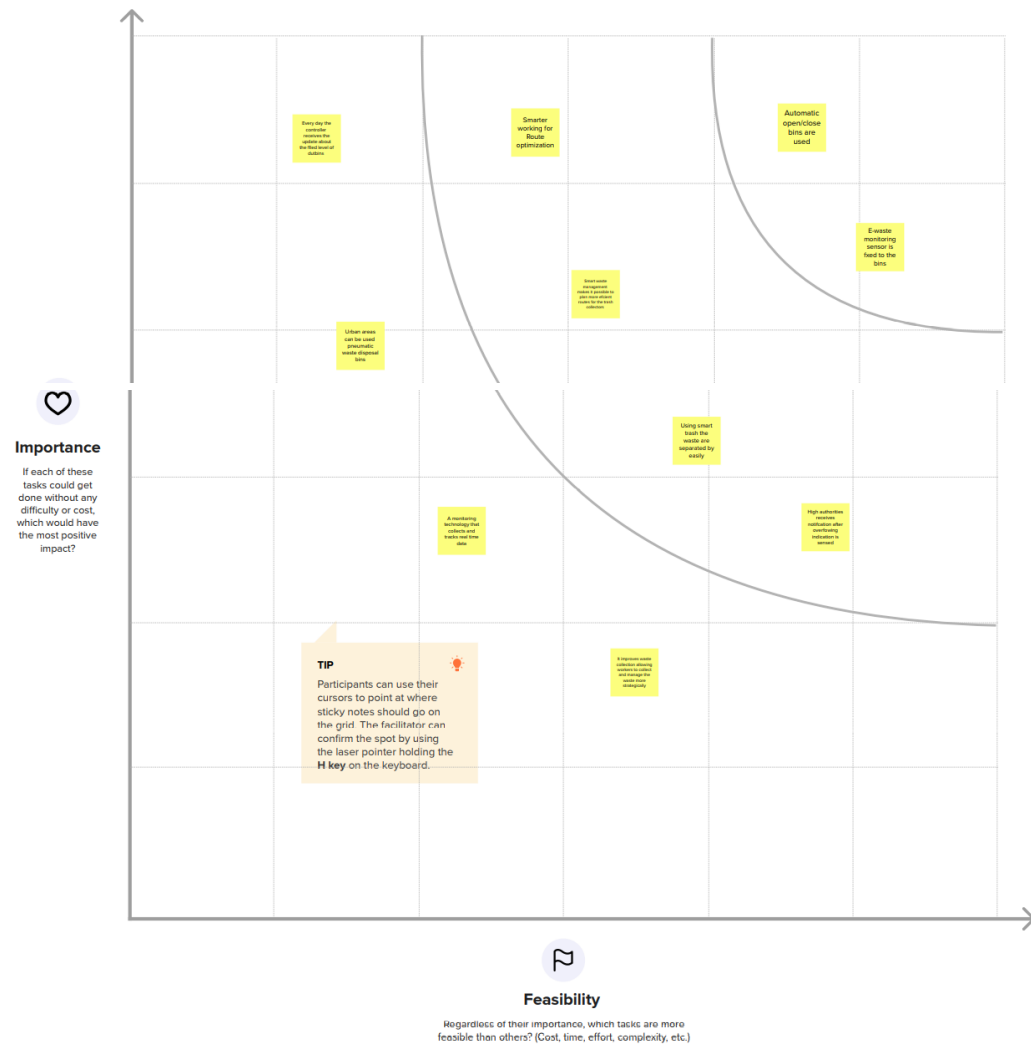 Every day the
controller
receives the
update about
the filed level of
dutbins
Smarter
working for
Route
optimization
Automatic
open/close
bins are
used
E-waste
monitoring
sensor is
fxed to the
bins
Smart waste
management
makes it possible to
plan more efficient
routes for the trash
collection
Urban areas
can be used
pneumatic
waste disposal
bins
Importance
If each of these
tasks could get
done without any
difficulty or cost,
which would have
the most positive
impact?
Using smart
trash the
waste are
separated by
easily
A monitoring
technology that
collects and
tracks real time
data
High authorities
receives
notification after
overflowing
indication is
sensed
It improves waste
collection allowing
workers to collect
and manage the
waste more
strategically
TIP
Participants can use their
cursors to point at where
sticky notes should go on
the grid. The facilitator can
confirm the spot by using
the laser pointer holding the
H key on the keyboard.
Feasibility
Regardless of their importance, which tasks are more
feasible than others? (Cost, time, effort, complexity, etc.)